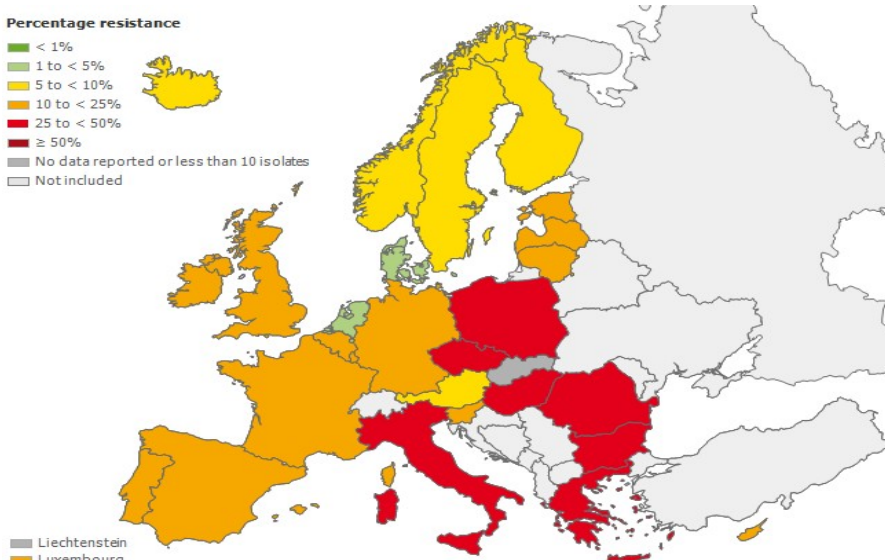 Percentage resistance
< 1%
1 to < 5%
5 to < 10%
10 to < 25%
25 to < 50%
≥ 50%
No data reported or less than 10 isolates
Not included
Liechtenstein
Luxembourg